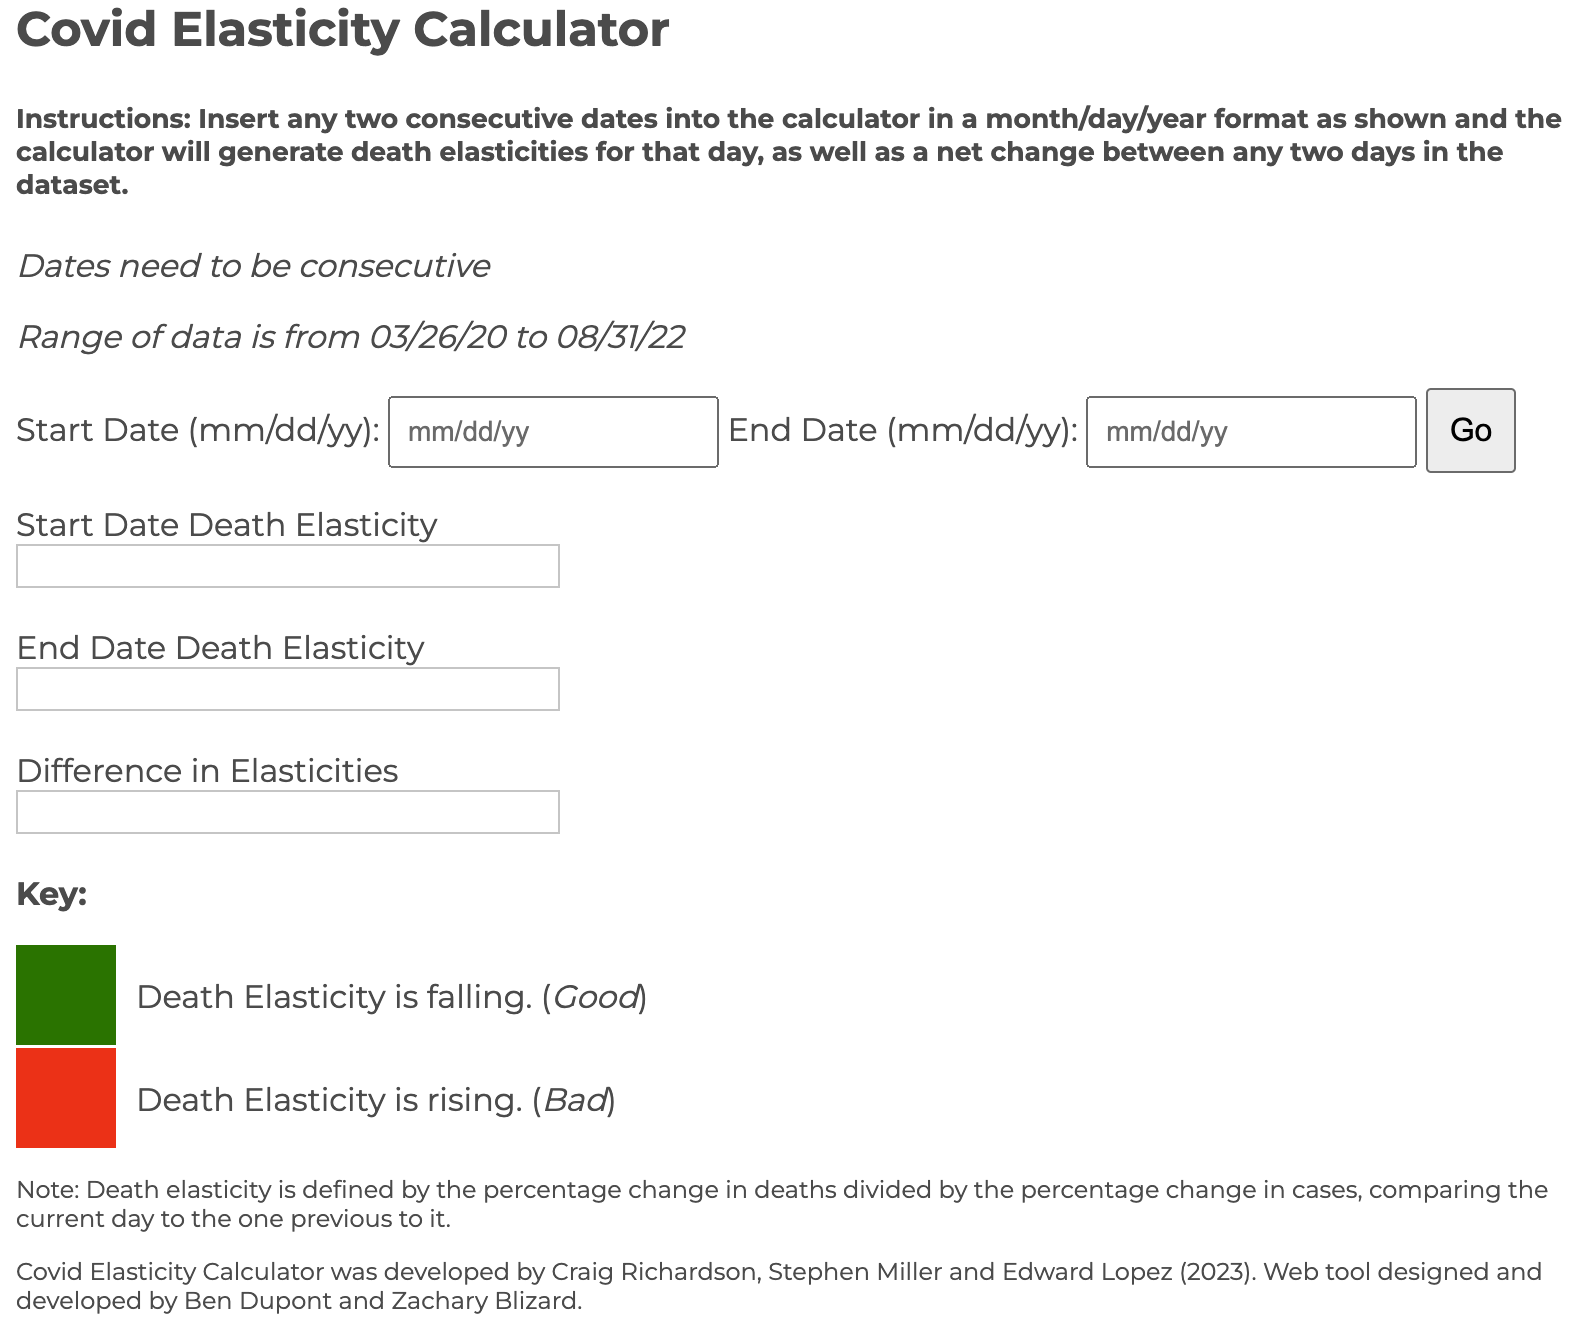 Covid Elasticity Calculator
Instructions: Insert any two consecutive dates into the calculator in a month/day/year format as shown and the
calculator will generate death elasticities for that day, as well as a net change between any two days in the
dataset.
Dates need to be consecutive
Range of data is from 03/26/20 to 08/31/22
Start Date (mm/dd/yy): mm/dd/yy End Date (mm/dd/yy): mm/dd/yy Go
Start Date Death Elasticity
End Date Death Elasticity
Difference in Elasticities
Key:
Death Elasticity is falling. (Good)
Death Elasticity is rising. (Bad)
Note: Death elasticity is defined by the percentage change in deaths divided by the percentage change in cases, comparing the
current day to the one previous to it.
Covid Elasticity Calculator was developed by Craig Richardson, Stephen Miller and Edward Lopez (2023). Web tool designed and
developed by Ben Dupont and Zachary Blizard.